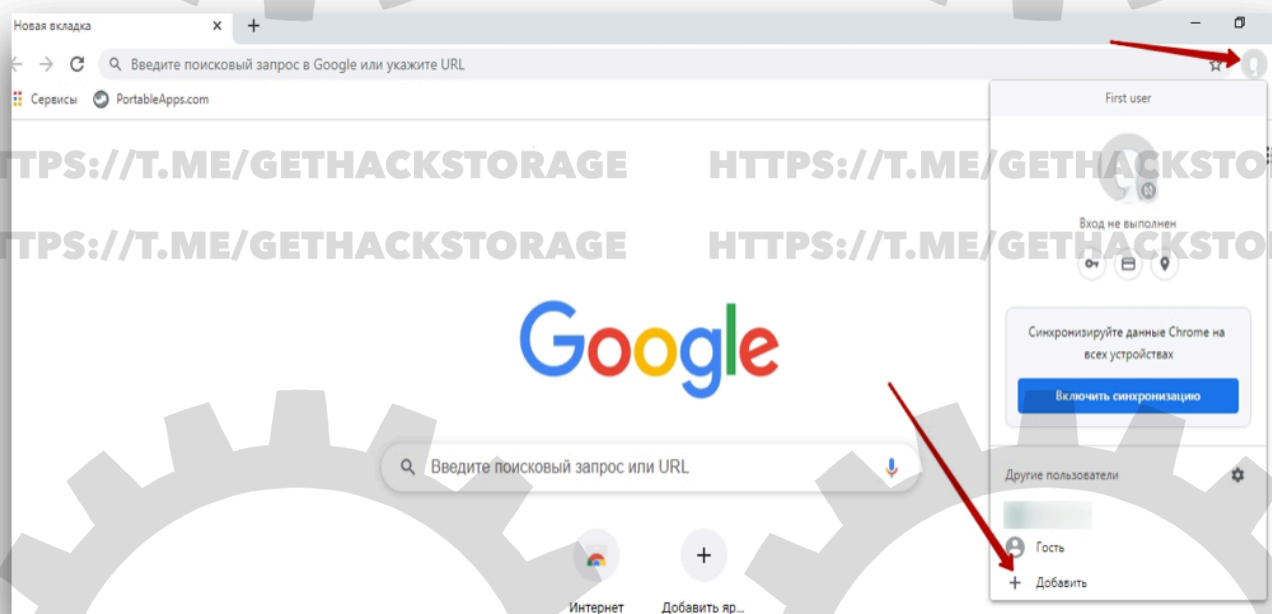 Новая вкладка
Введите поисковый запрос в Google или укажите URL
Сервисы PortableApps.com
First user
TTPS://T.ME/GETHACKSTORAGE HTTPS://T.ME/GETHACKSTO
Вход не выполнен
TTPS://T.ME/GETHACKSTORAGE HTTPS://T.ME/GETHACKSTO
Google
Синхронизируйте данные Chrome на
всех устройствах
Включить синхронизацию
Введите поисковый запрос или URL
Другие пользователи
Гость
Добавить
Интернет
Добавить яр...